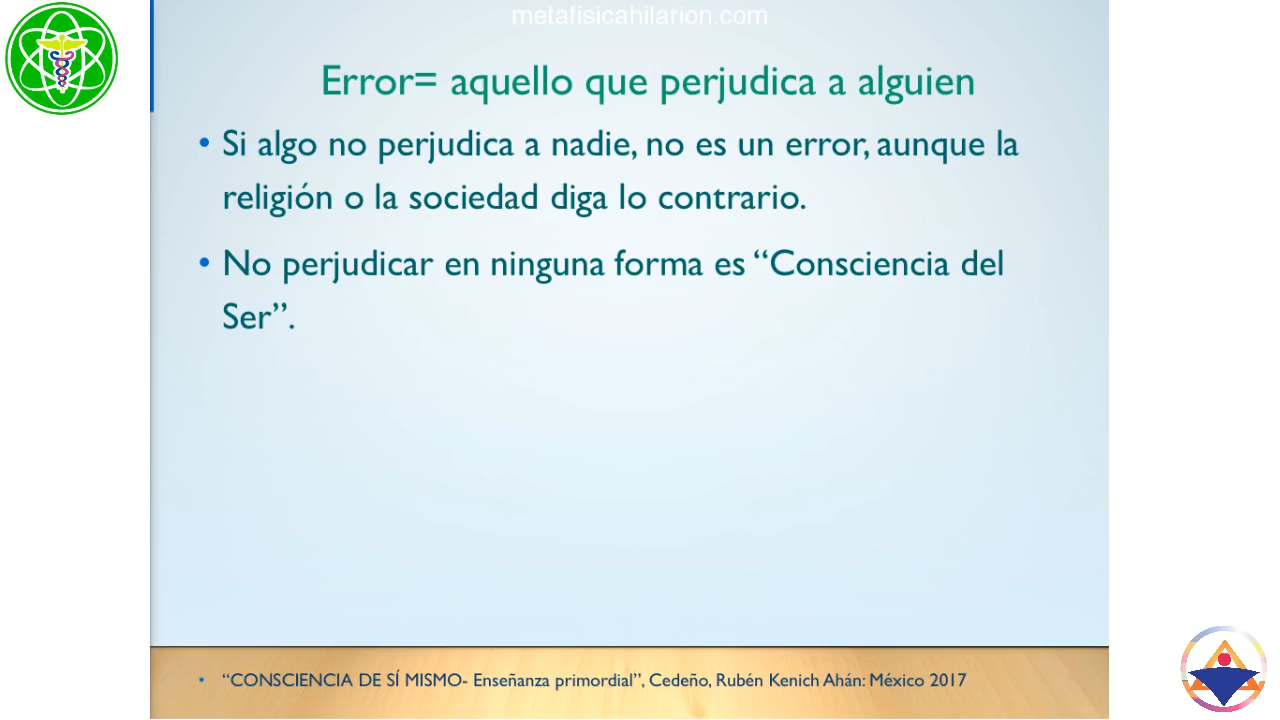 metafisicahilarion.com
Error= aquello que perjudica a alguien
• Si algo no perjudica a nadie, no es un error, aunque la
religión o la sociedad diga lo contrario.
• No perjudicar en ninguna forma es “Consciencia del
Ser”.
• “CONSCIENCIA DE SÍ MISMO- Enseñanza primordial”, Cedeño, Rubén Kenich Ahán: México 2017